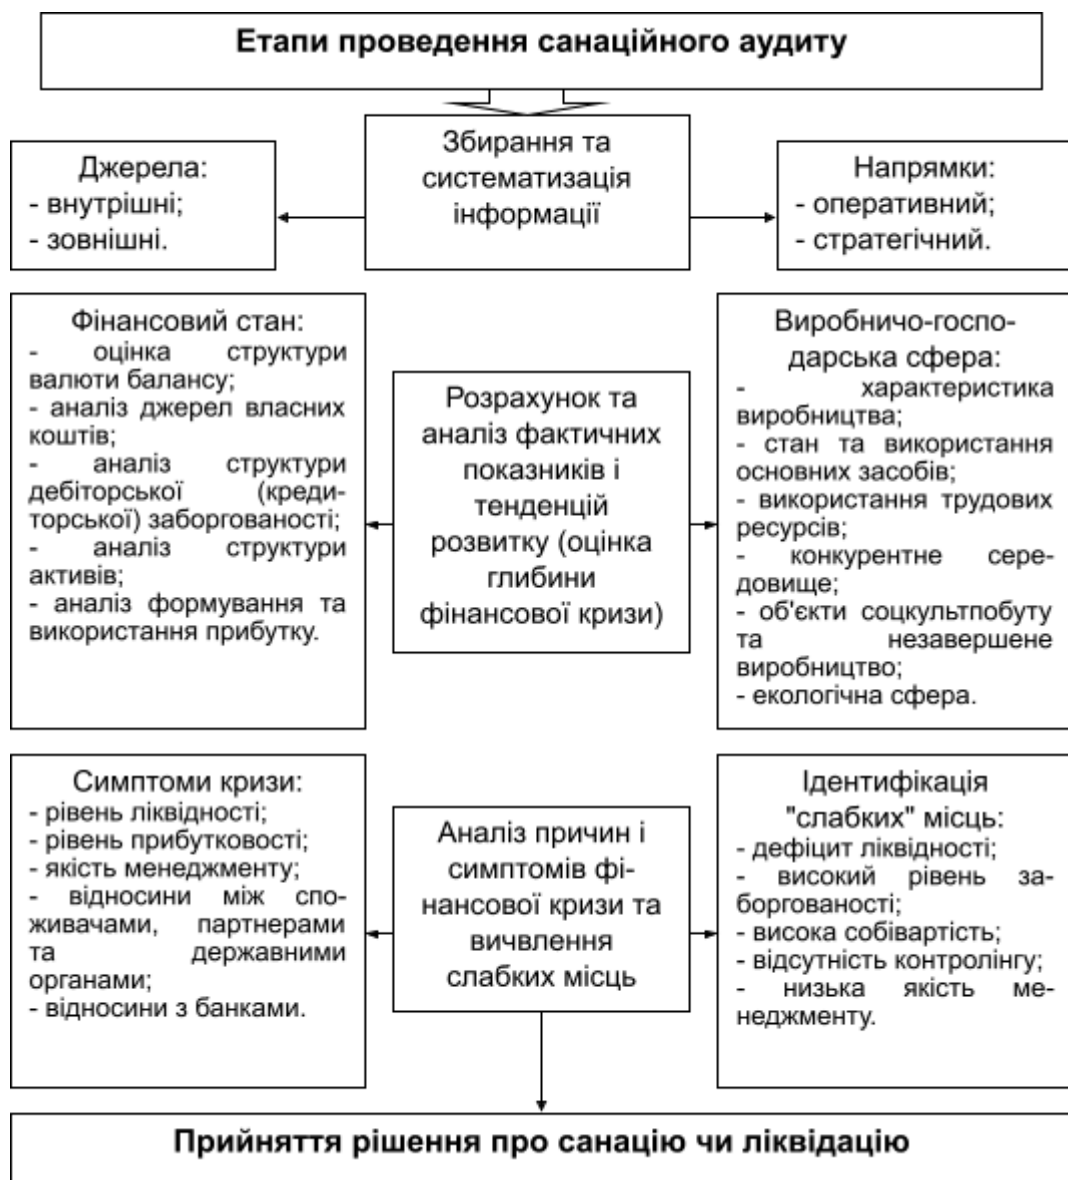 Етапи проведення санаційного аудиту
Збирання та
систематизація
інформації
Джерела:
- внутрішні;
- зовнішні.
Напрямки:
- оперативний;
- стратегічний.
Фінансовий стан:
- оцінка структури
валюти балансу;
- аналіз джерел власних
коштів;
- аналіз структури
дебіторської (креди-
торської) заборгованості;
- аналіз структури
активів;
- аналіз формування та
використання прибутку.
Розрахунок та
аналіз фактичних
показників і
тенденцій
розвитку (оцінка
глибини
фінансової кризи)
Виробничо-госпо-
дарська сфера:
- характеристика
виробництва;
- стан та використання
основних засобів;
- використання трудових
ресурсів;
- конкурентне сере-
довище;
- об'єкти соцкультпобуту
та незавершене
виробництво;
- екологічна сфера.
Симптоми кризи:
- рівень ліквідності;
- рівень прибутковості;
- якість менеджменту;
- відносини між спо-
живачами, партнерами
та державними
органами;
- відносини з банками.
Аналіз причин і
симптомів фі-
нансової кризи та
вичвлення
слабких місць
Ідентифікація
"слабких" місць:
- дефіцит ліквідності;
- високий рівень за-
боргованості;
- висока собівартість;
- відсутність контролінгу;
- низька якість ме-
неджменту.
Прийняття рішення про санацію чи ліквідацію